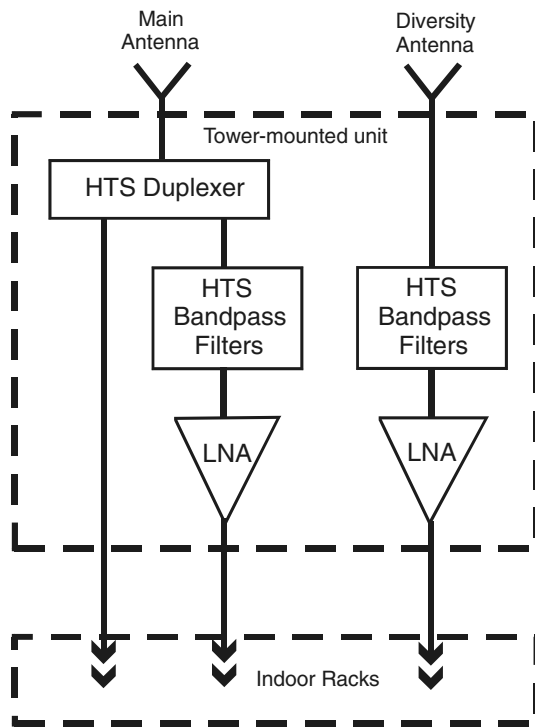 Main
Antenna
Diversity
Antenna
Tower-mounted unit
HTS Duplexer
HTS
Bandpass
Filters
HTS
Bandpass
Filters
LNA
LNA
Indoor Racks